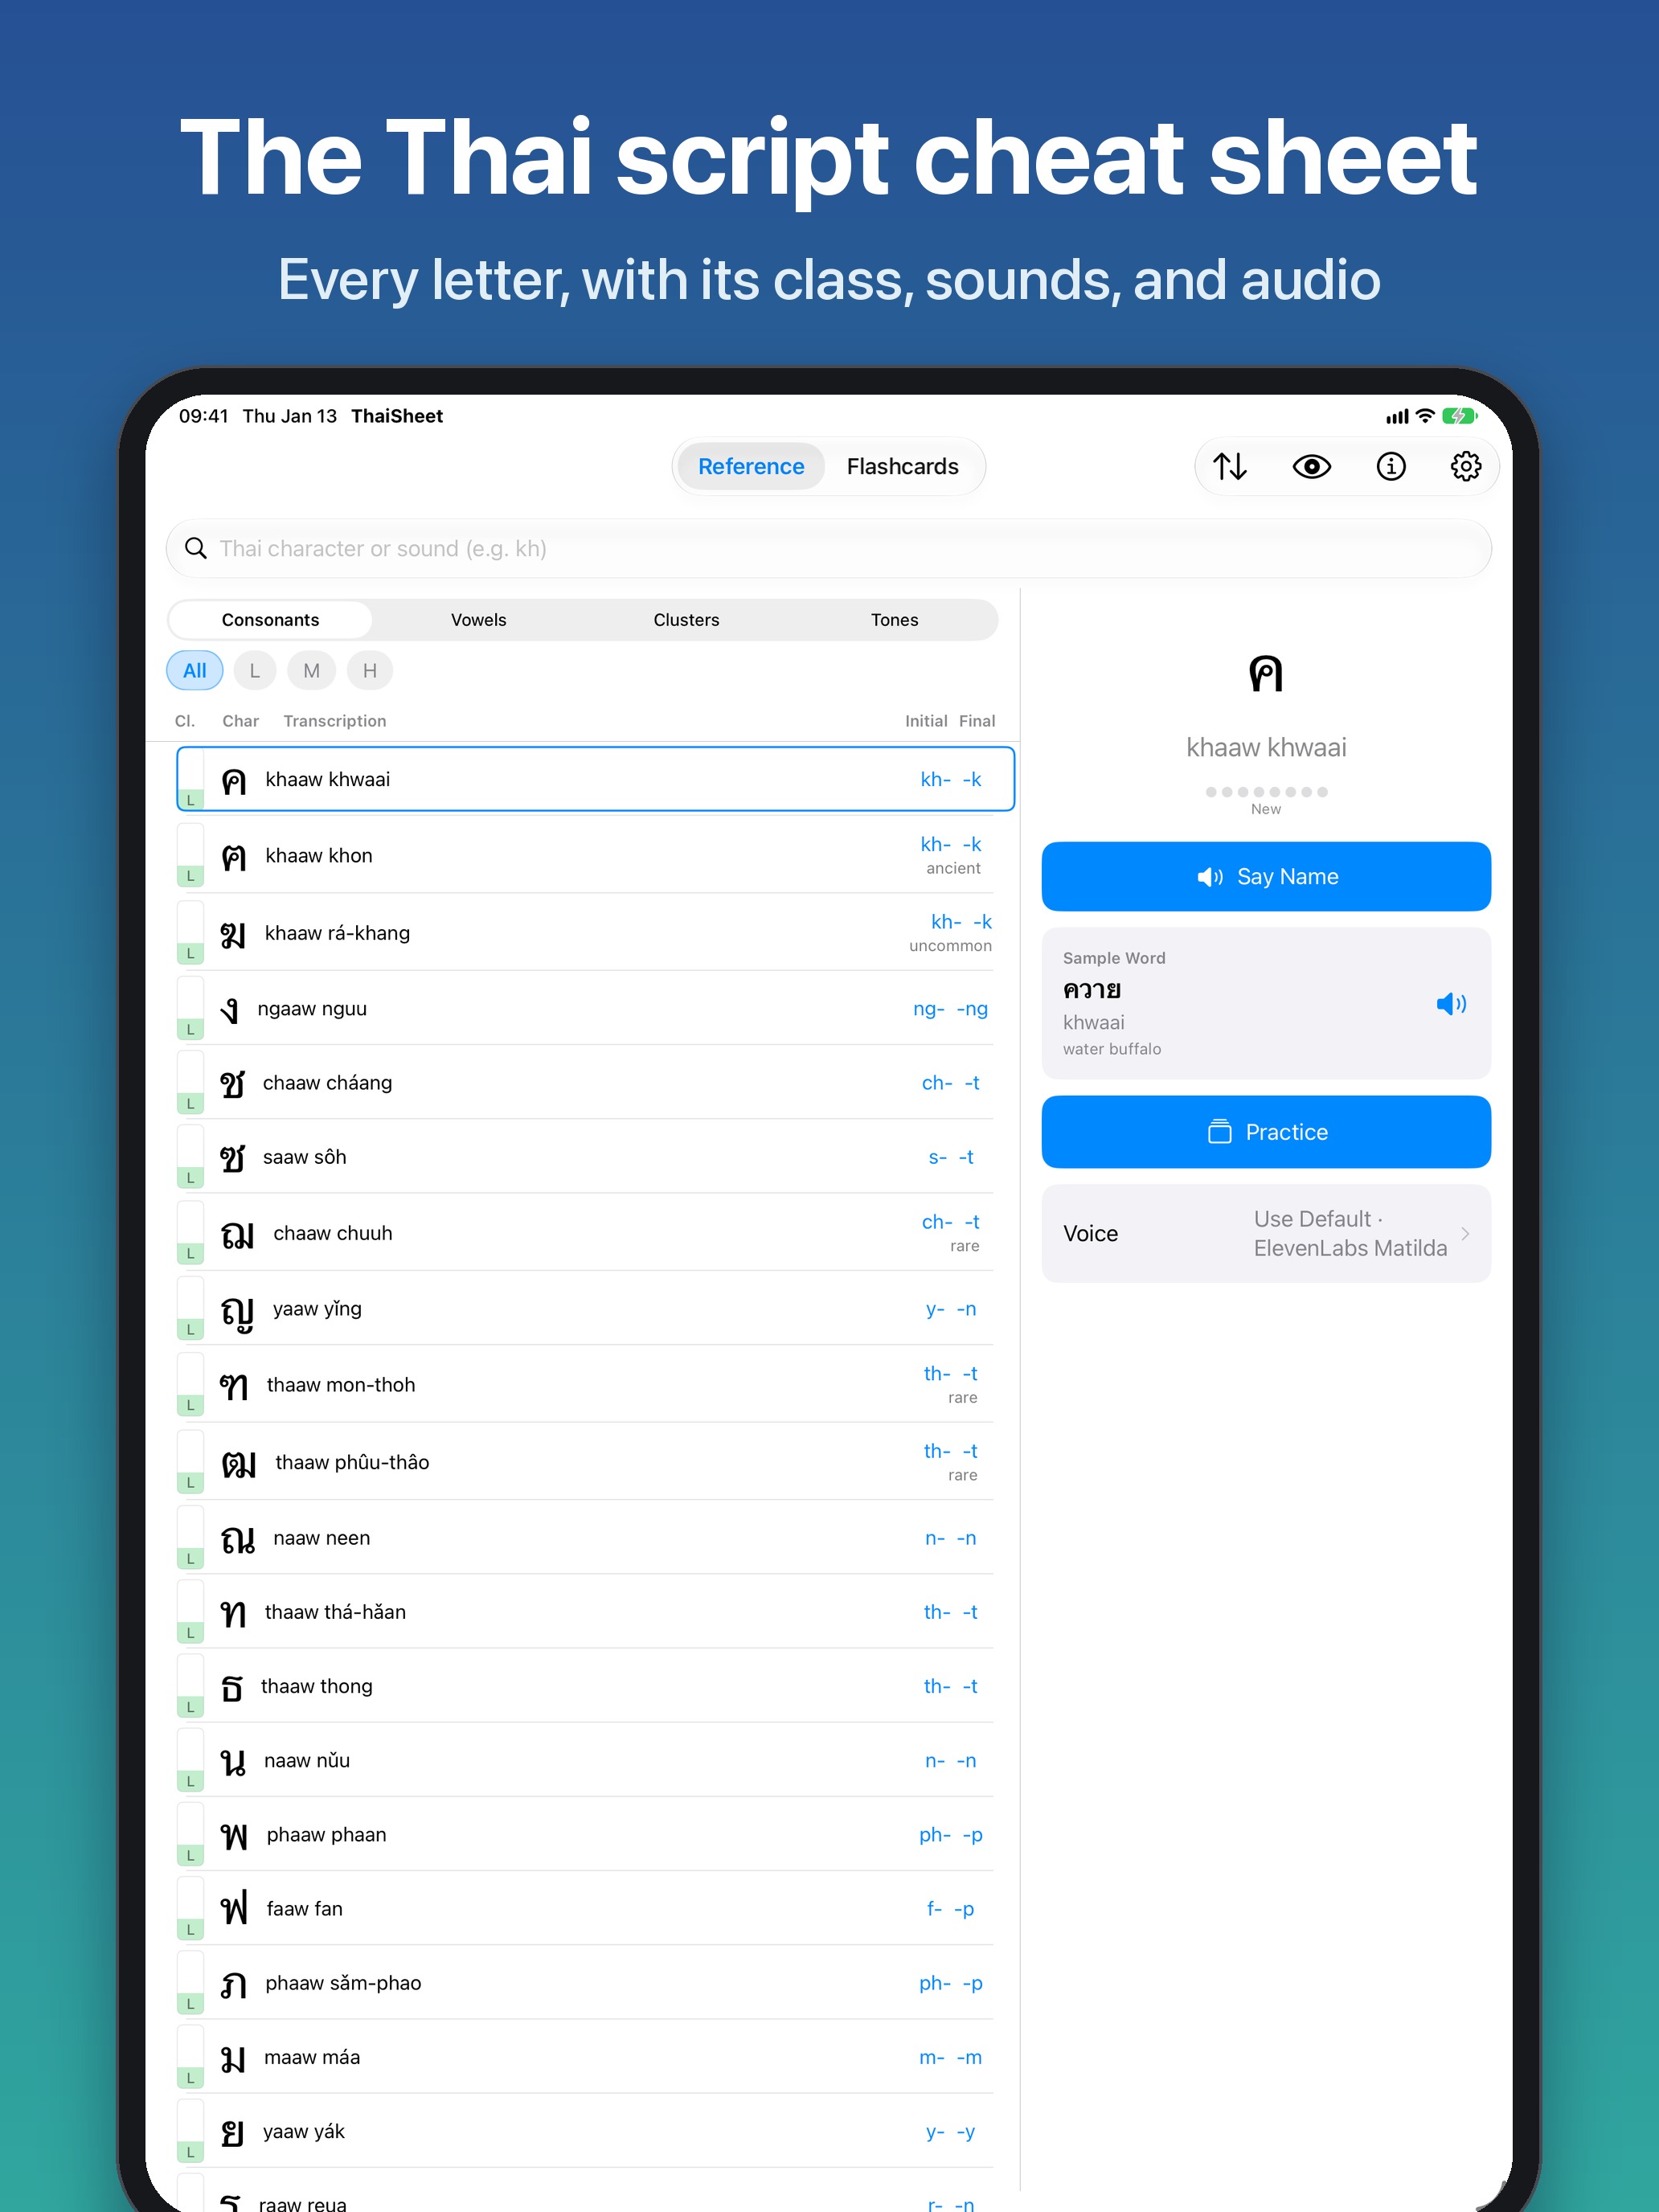 The Thai script cheat sheet
Every letter, with its class, sounds, and audio
09:41 Thu Jan 13 ThaiSheet
Reference Flashcards
Thai character or sound (e.g. kh)
Consonants Vowels Clusters Tones
All L M H
Cl. Char Transcription Initial Final
L ค khaaw khwaai kh- -k
L ฅ khaaw khon kh- -k
ancient
L ฆ khaaw rá-khang kh- -k
uncommon
L ง ngaaw nguu ng- -ng
L ช chaaw cháang ch- -t
L ซ saaw sôh s- -t
L ฌ chaaw chuuh ch- -t
rare
L ญ yaaw yǐng y- -n
L ฑ thaaw mon-thoh th- -t
rare
L ฒ thaaw phûu-thâo th- -t
rare
L ณ naaw neen n- -n
L ท thaaw thá-hǎan th- -t
L ธ thaaw thong th- -t
L น naaw nǔu n- -n
L พ phaaw phaan ph- -p
L ฟ faaw fan f- -p
L ภ phaaw sǎm-phao ph- -p
L ม maaw máa m- -m
L ย yaaw yák y- -y
ร raaw reua r- -n
ค
khaaw khwaai
New
Say Name
Sample Word
ควาย
khwaai
water buffalo
Practice
Voice Use Default ·
ElevenLabs Matilda